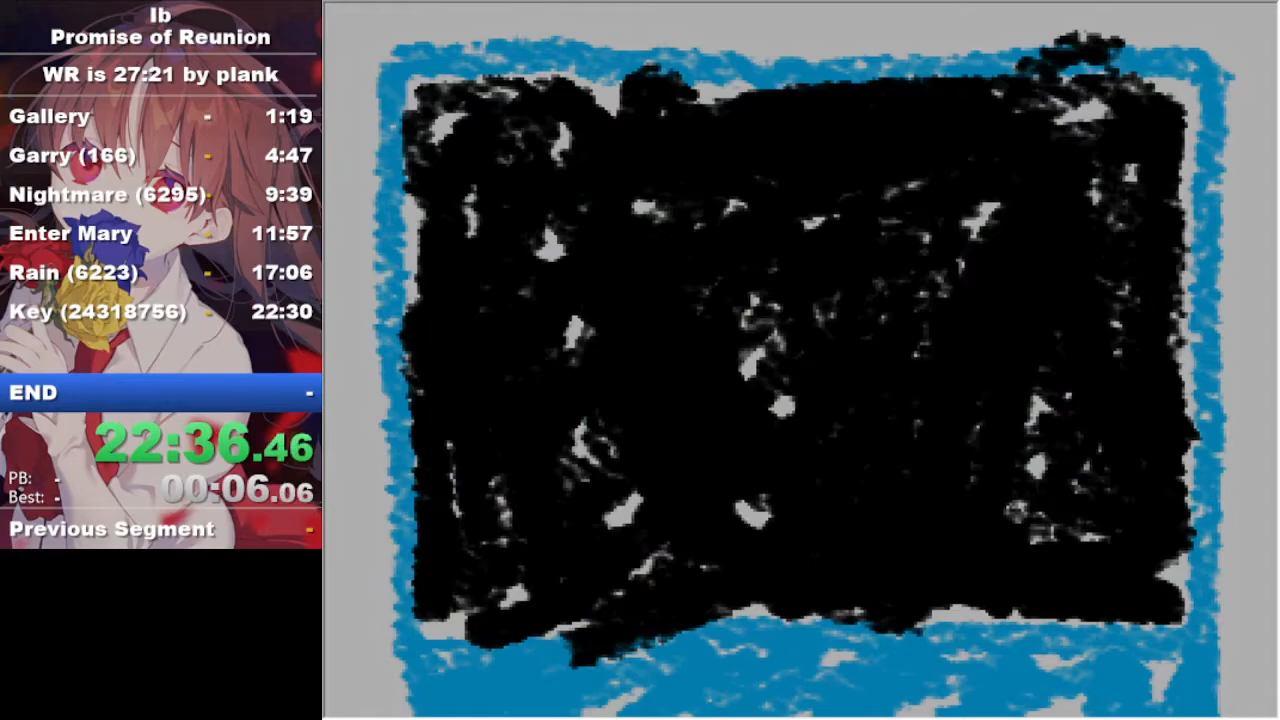 Ib
Promise of Reunion
WR is 27:21 by plank
Gallery - 1:19
Garry (166) - 4:47
Nightmare (6295) - 9:39
Enter Mary - 11:57
Rain (6223) - 17:06
Key (24318756) - 22:30
END -
22:36.46
PB: -
Best: -
00:06.06
Previous Segment -